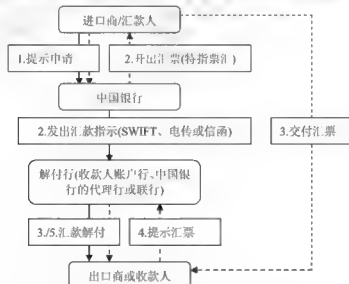 进口商/汇款人
1.提示申请
2.开出汇票(特指票汇)
中国银行
2.发出汇款指示(SWIFT、电传或信函)
3.交付汇票
解付行(收款人账户行、中国银
行的代理行或联行)
3./5.汇款解付
4.提示汇票
出口商或收款人